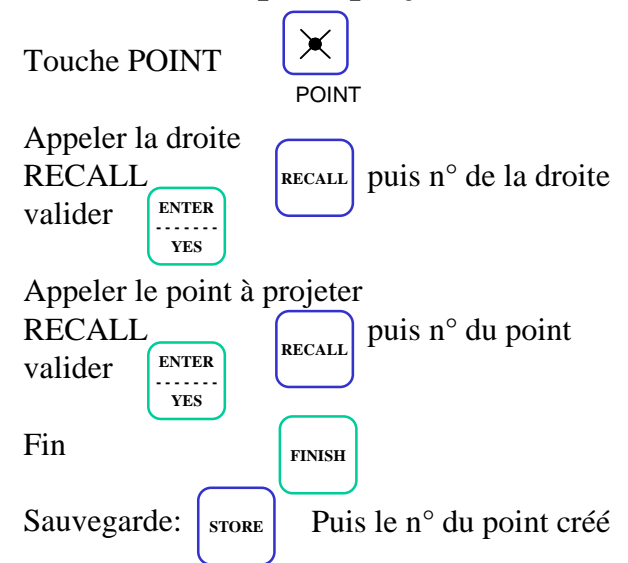 Touche POINT
POINT
Appeler la droite
RECALL RECALL puis n° de la droite
valider ENTER
- - - - - - -
YES
Appeler le point à projeter
RECALL RECALL puis n° du point
valider ENTER
- - - - - - -
YES
Fin FINISH
Sauvegarde: STORE Puis le n° du point créé